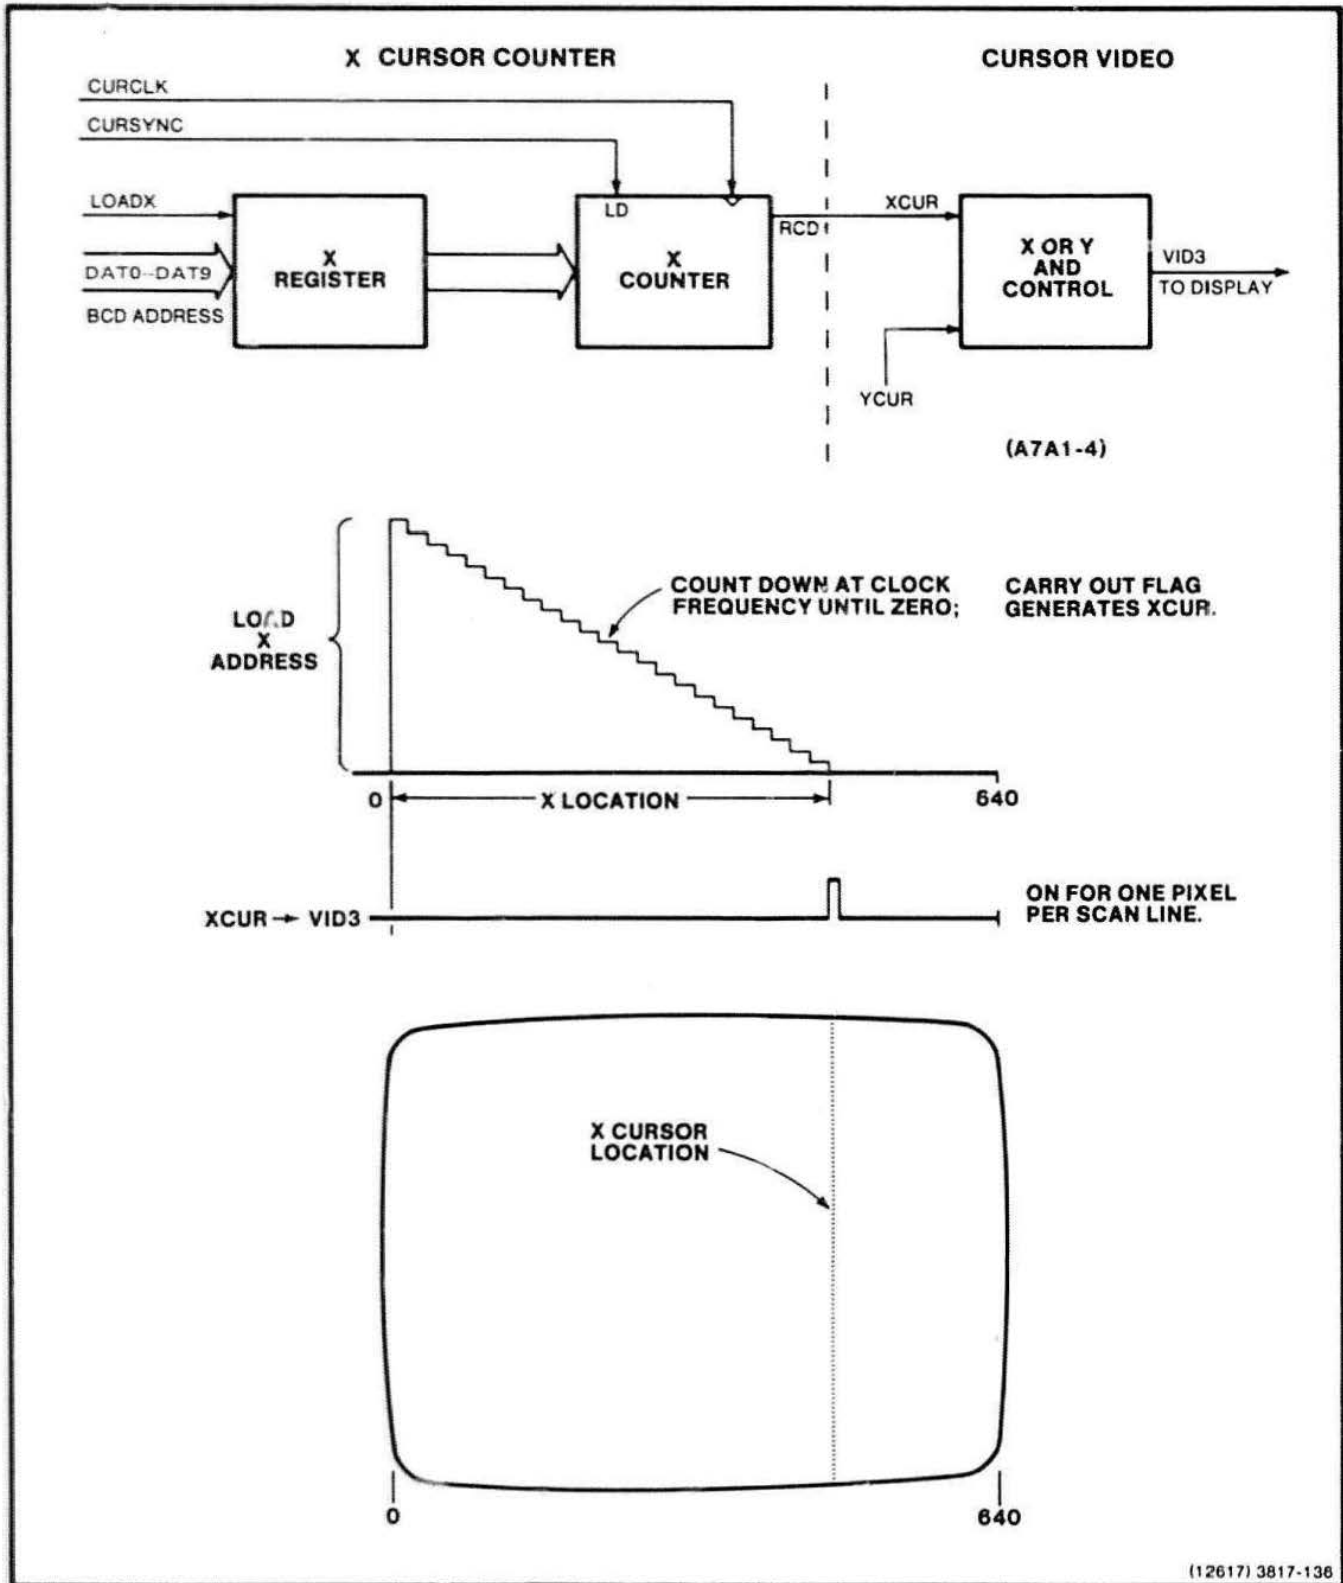 X CURSOR COUNTER
CURSOR VIDEO
CURCLK
CURSYNC
LOADX
DAT0--DAT9
BCD ADDRESS
X
REGISTER
LD
X
COUNTER
RCD
XCUR
YCUR
X OR Y
AND
CONTROL
VID3
TO DISPLAY
(A7A1-4)
LOAD
X
ADDRESS
COUNT DOWN AT CLOCK
FREQUENCY UNTIL ZERO;
CARRY OUT FLAG
GENERATES XCUR.
0
X LOCATION
640
XCUR → VID3
ON FOR ONE PIXEL
PER SCAN LINE.
X CURSOR
LOCATION
0
640
(12617) 3817-136